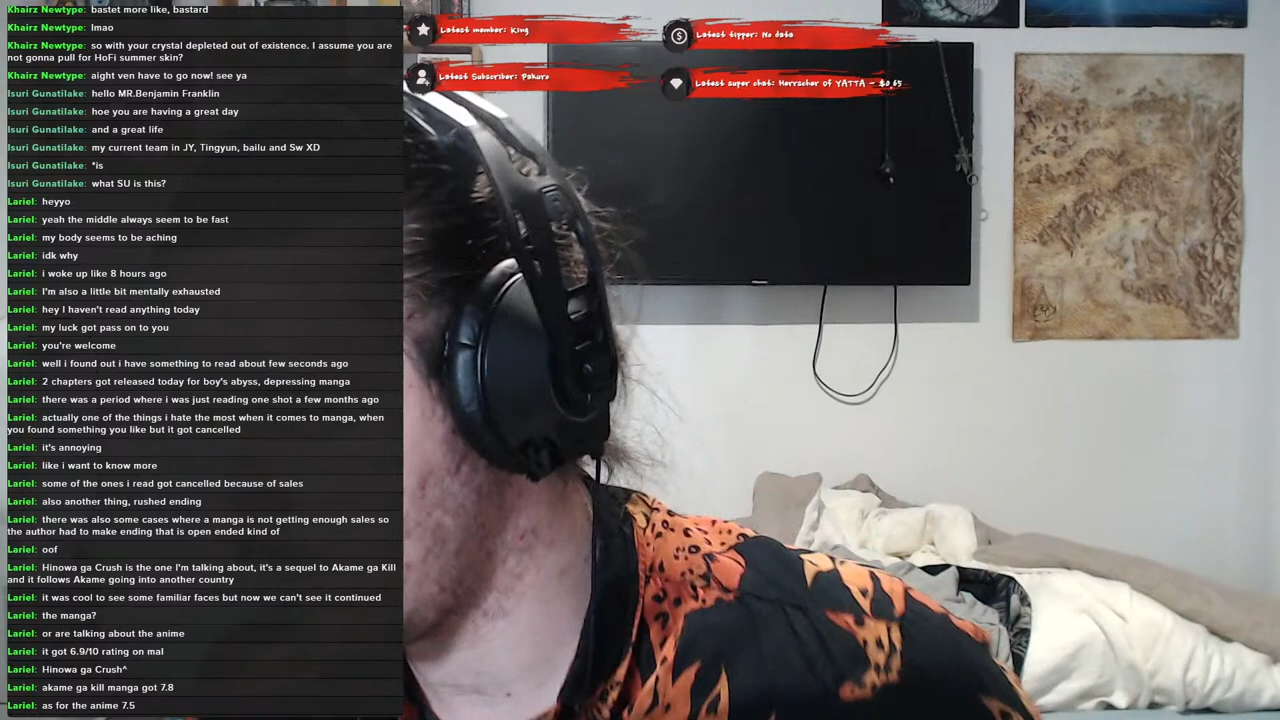 Khairz Newtype: bastet more like, bastard
Khairz Newtype: lmao
Khairz Newtype: so with your crystal decimated out of existence. I assume you are
not gonna pull for HoFi summer skin?
Khairz Newtype: aight ven have to go now! see ya
Isuri Gunatilake: hello M8Bnjamin Franklin
Isuri Gunatilake: hoe you are having a great day
Isuri Gunatilake: and a great life
Isuri Gunatilake: my current team in JY, Tingyun, bailu and Sw XD
Isuri Gunatilake: *is
Isuri Gunatilake: what SU is this?
Lariel: heyyo
Lariel: yeah the middle always seem to be fast
Lariel: my body seems to be aching
Lariel: idk why
Lariel: i woke up like 8 hours ago
Lariel: I'm also a little bit mentally exhausted
Lariel: hey I haven't read anything today
Lariel: my luck got pass on to you
Lariel: you're welcome
Lariel: well i found out i have something to read about few seconds ago
Lariel: 2 chapters got released today for boy's abyss, depressing manga
Lariel: there was a period where i was just reading one shot a few months ago
Lariel: actually one of the things i hate the most when it comes to manga, when
you found something you like but it got cancelled
Lariel: it's annoying
Lariel: like i want to know more
Lariel: some of the ones i read got cancelled because of sales
Lariel: also another thing, rushed ending
Lariel: there was also some cases where a manga is not getting enough sales so
the author had to make ending that is open ended kind of
Lariel: oof
Lariel: Hinowa ga Crush is the one I'm talking about, it's a sequel to Akame ga Kill
and it follows Akame going into another country
Lariel: it was cool to see some familiar faces but now we can't see it continued
Lariel: the manga?
Lariel: or are talking about the anime
Lariel: it got 6.9/10 rating on mal
Lariel: Hinowa ga Crush^
Lariel: akame ga kill manga got 7.8
Lariel: as for the anime 7.5
Latest member: King
Latest tipper: No data
Latest Subscriber: Pakuro
Latest super chat: Herrscher of YATTA - $0.65